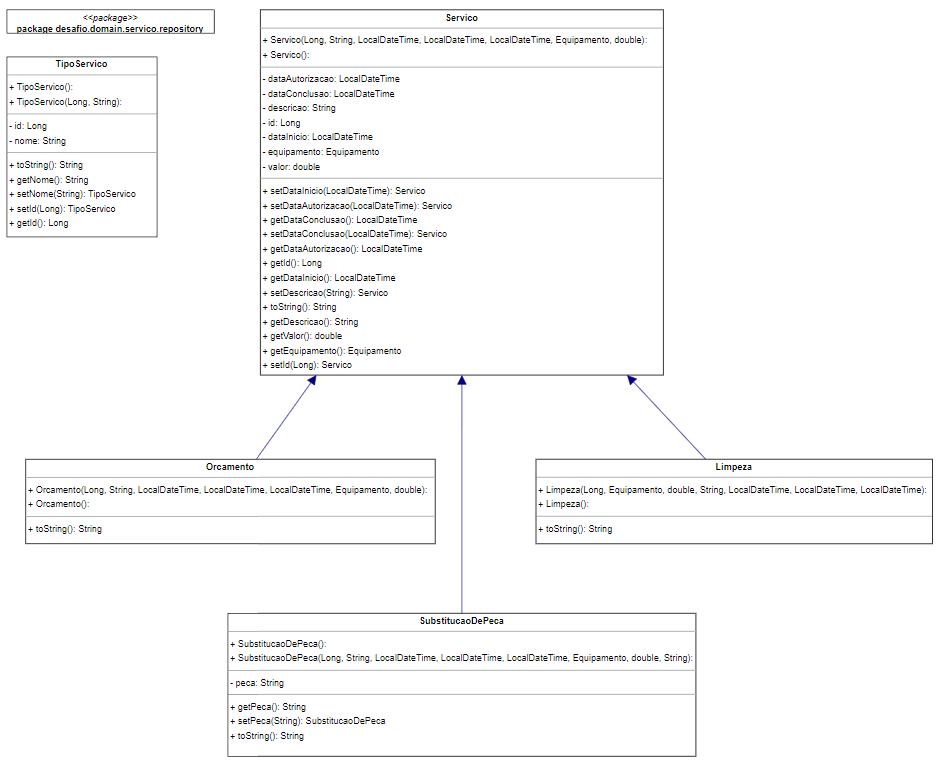 <<package>>
package desafio.domain.servico.repository
TipoServico
+ TipoServico():
+ TipoServico(Long, String):
- id: Long
- nome: String
+ toString(): String
+ getNome(): String
+ setNome(String): TipoServico
+ setId(Long): TipoServico
+ getId(): Long
Servico
+ Servico(Long, String, LocalDateTime, LocalDateTime, LocalDateTime, Equipamento, double):
+ Servico():
- dataAutorizacao: LocalDateTime
- dataConclusao: LocalDateTime
- descricao: String
- id: Long
- dataInicio: LocalDateTime
- equipamento: Equipamento
- valor: double
+ setDataInicio(LocalDateTime): Servico
+ setDataAutorizacao(LocalDateTime): Servico
+ getDataConclusao(): LocalDateTime
+ setDataConclusao(LocalDateTime): Servico
+ getDataAutorizacao(): LocalDateTime
+ getId(): Long
+ getDataInicio(): LocalDateTime
+ setDescricao(String): Servico
+ toString(): String
+ getDescricao(): String
+ getValor(): double
+ getEquipamento(): Equipamento
+ setId(Long): Servico
Orcamento
+ Orcamento(Long, String, LocalDateTime, LocalDateTime, LocalDateTime, Equipamento, double):
+ Orcamento():
+ toString(): String
Limpeza
+ Limpeza(Long, Equipamento, double, String, LocalDateTime, LocalDateTime, LocalDateTime):
+ Limpeza():
+ toString(): String
SubstitucaoDePeca
+ SubstitucaoDePeca():
+ SubstitucaoDePeca(Long, String, LocalDateTime, LocalDateTime, LocalDateTime, Equipamento, double, String):
- peca: String
+ getPeca(): String
+ setPeca(String): SubstitucaoDePeca
+ toString(): String